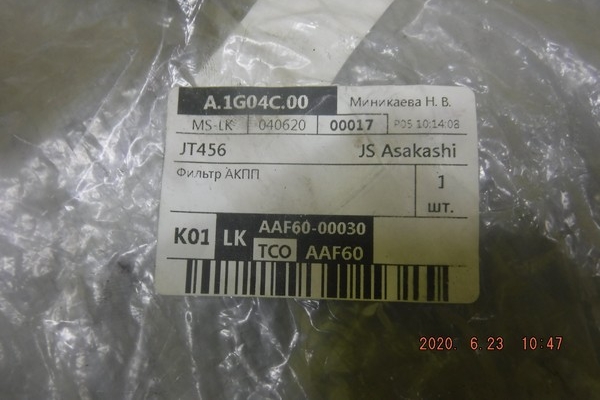 A.1G04C.00 Миникаева Н. В.
MS-LK 040620 00017 P05 10:14:08
JT456 JS Asakashi
Фильтр АКПП 1
шт.
K01 LK AAF60-00030
TCO AAF60
2020. 6.23 10:47